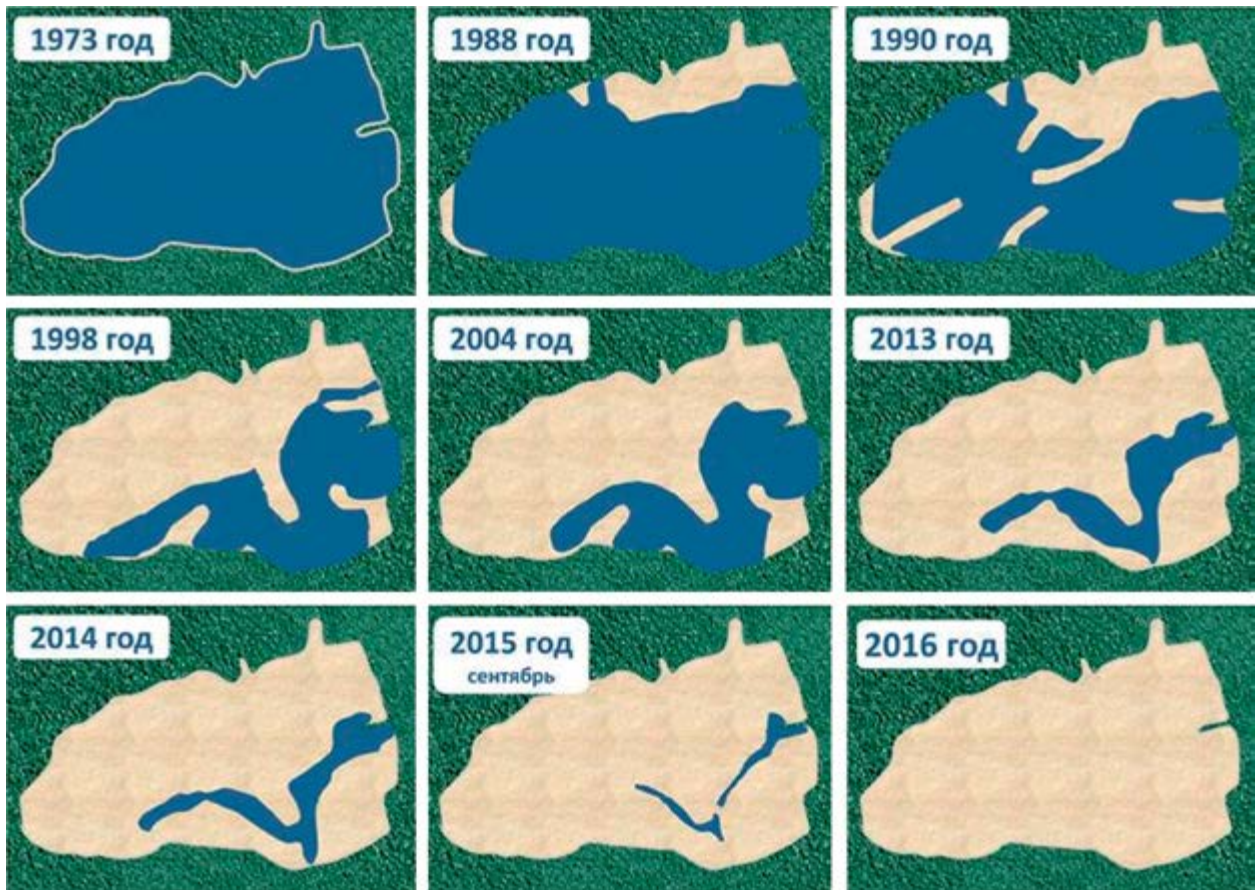 1973 год
1988 год
1990 год
1998 год
2004 год
2013 год
2014 год
2015 год
сентябрь
2016 год